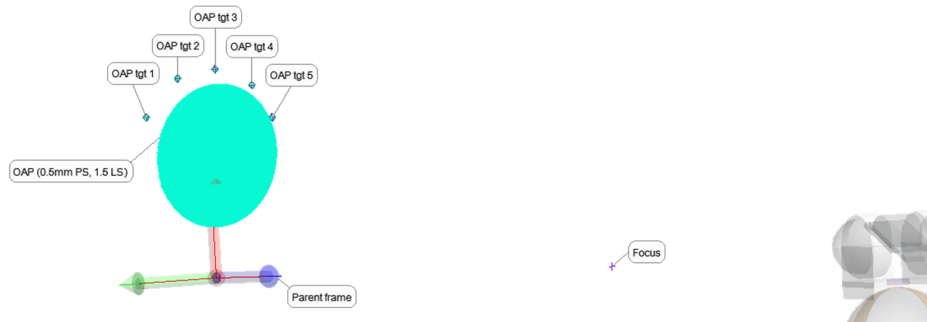 OAP tgt 3
OAP tgt 2
OAP tgt 4
OAP tgt 1
OAP tgt 5
OAP (0.5mm PS, 1.5 LS)
Focus
Parent frame